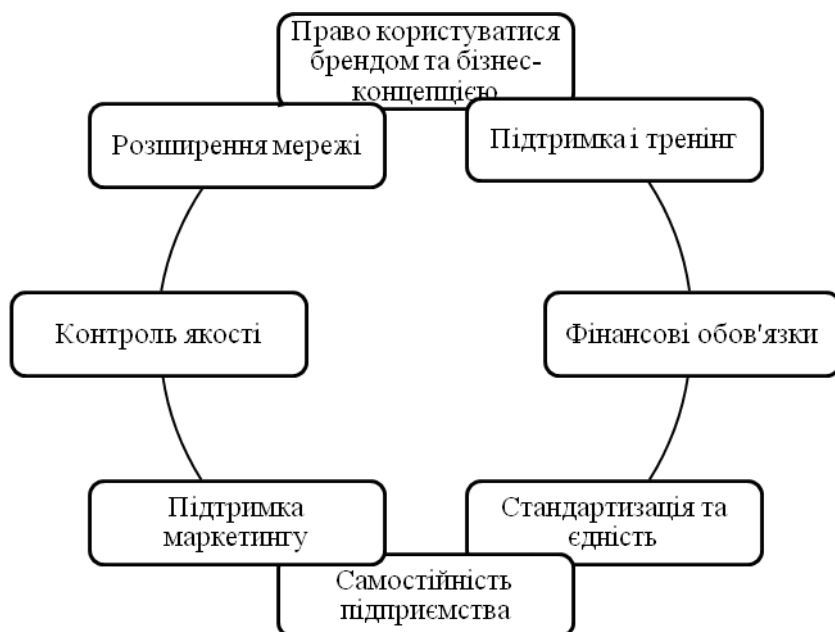 Право користуватися
брендом та бізнес-
концепцією
Підтримка і тренінг
Фінансові обов'язки
Стандартизація та
єдність
Самостійність
підприємства
Підтримка
маркетингу
Контроль якості
Розширення мережі